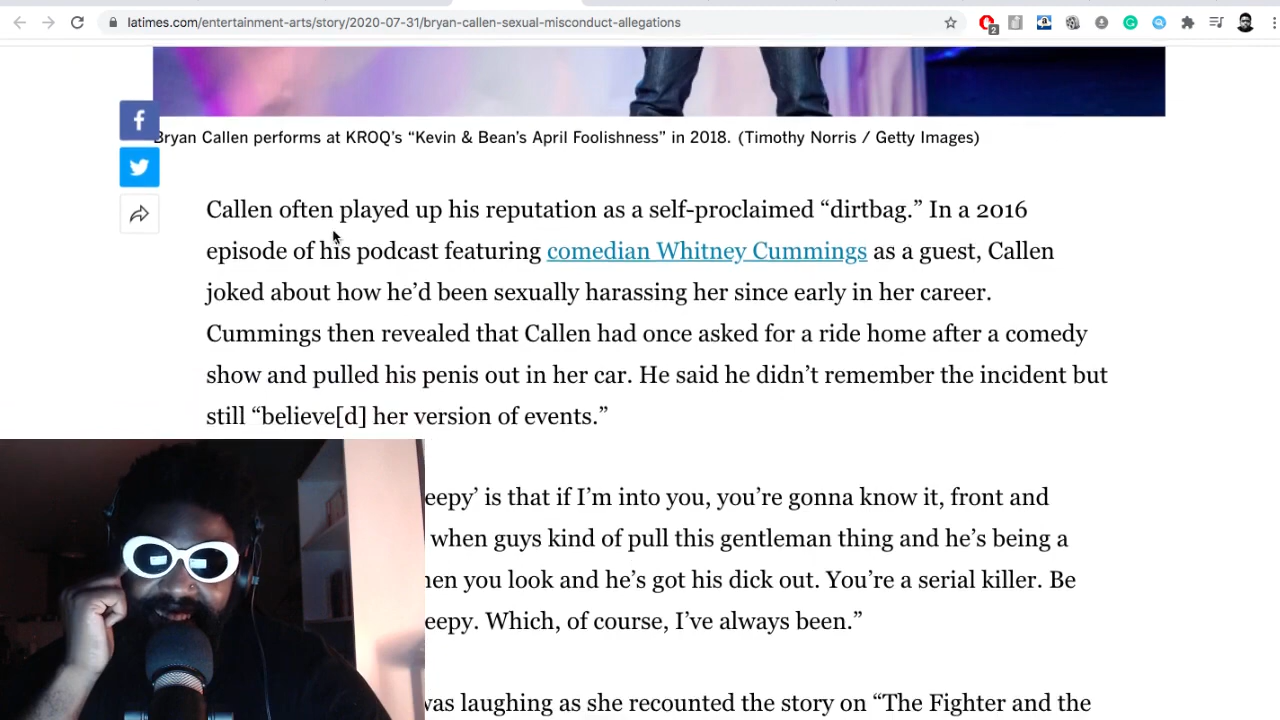 latimes.com/entertainment-arts/story/2020-07-31/bryan-callen-sexual-misconduct-allegations
2
Bryan Callen performs at KROQ’s “Kevin & Bean’s April Foolishness” in 2018. (Timothy Norris / Getty Images)
Callen often played up his reputation as a self-proclaimed “dirtbag.” In a 2016
episode of his podcast featuring comedian Whitney Cummings as a guest, Callen
joked about how he’d been sexually harassing her since early in her career.
Cummings then revealed that Callen had once asked for a ride home after a comedy
show and pulled his penis out in her car. He said he didn’t remember the incident but
still “believe[d] her version of events.”
is that if I’m into you, you’re gonna know it, front and
when guys kind of pull this gentleman thing and he’s being a
you look and he’s got his dick out. You’re a serial killer. Be
Which, of course, I’ve always been.”
was laughing as she recounted the story on “The Fighter and the